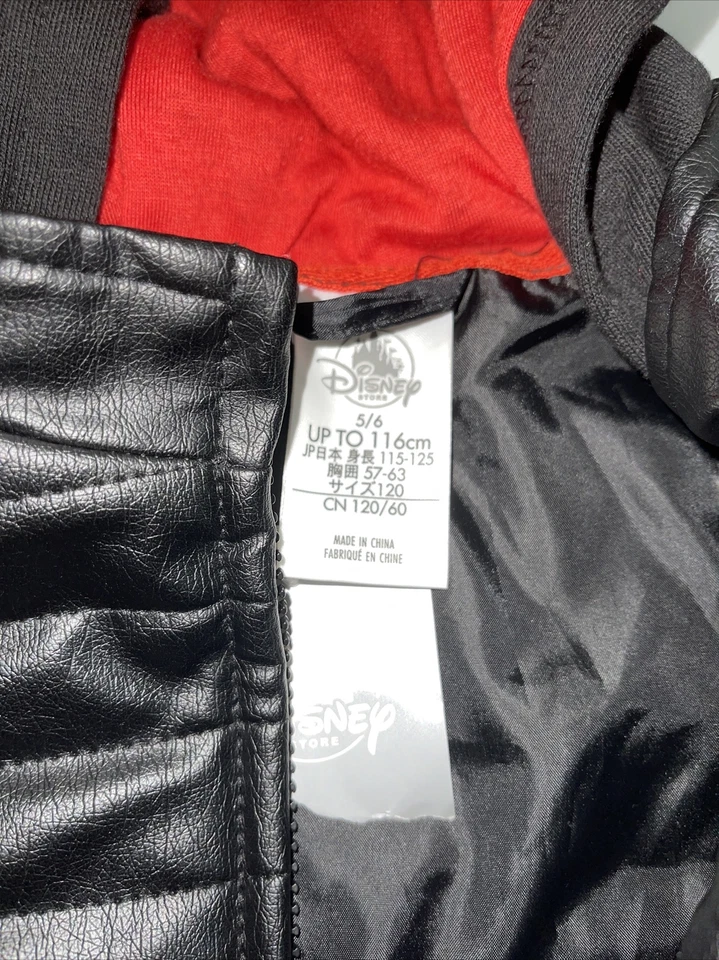 Disney
STORE
5/6
UP TO 116cm
JP日本 身長 115-125
胸囲 57-63
サイズ120
CN 120/60
MADE IN CHINA
FABRIQUÉ EN CHINE
SNEY
STORE